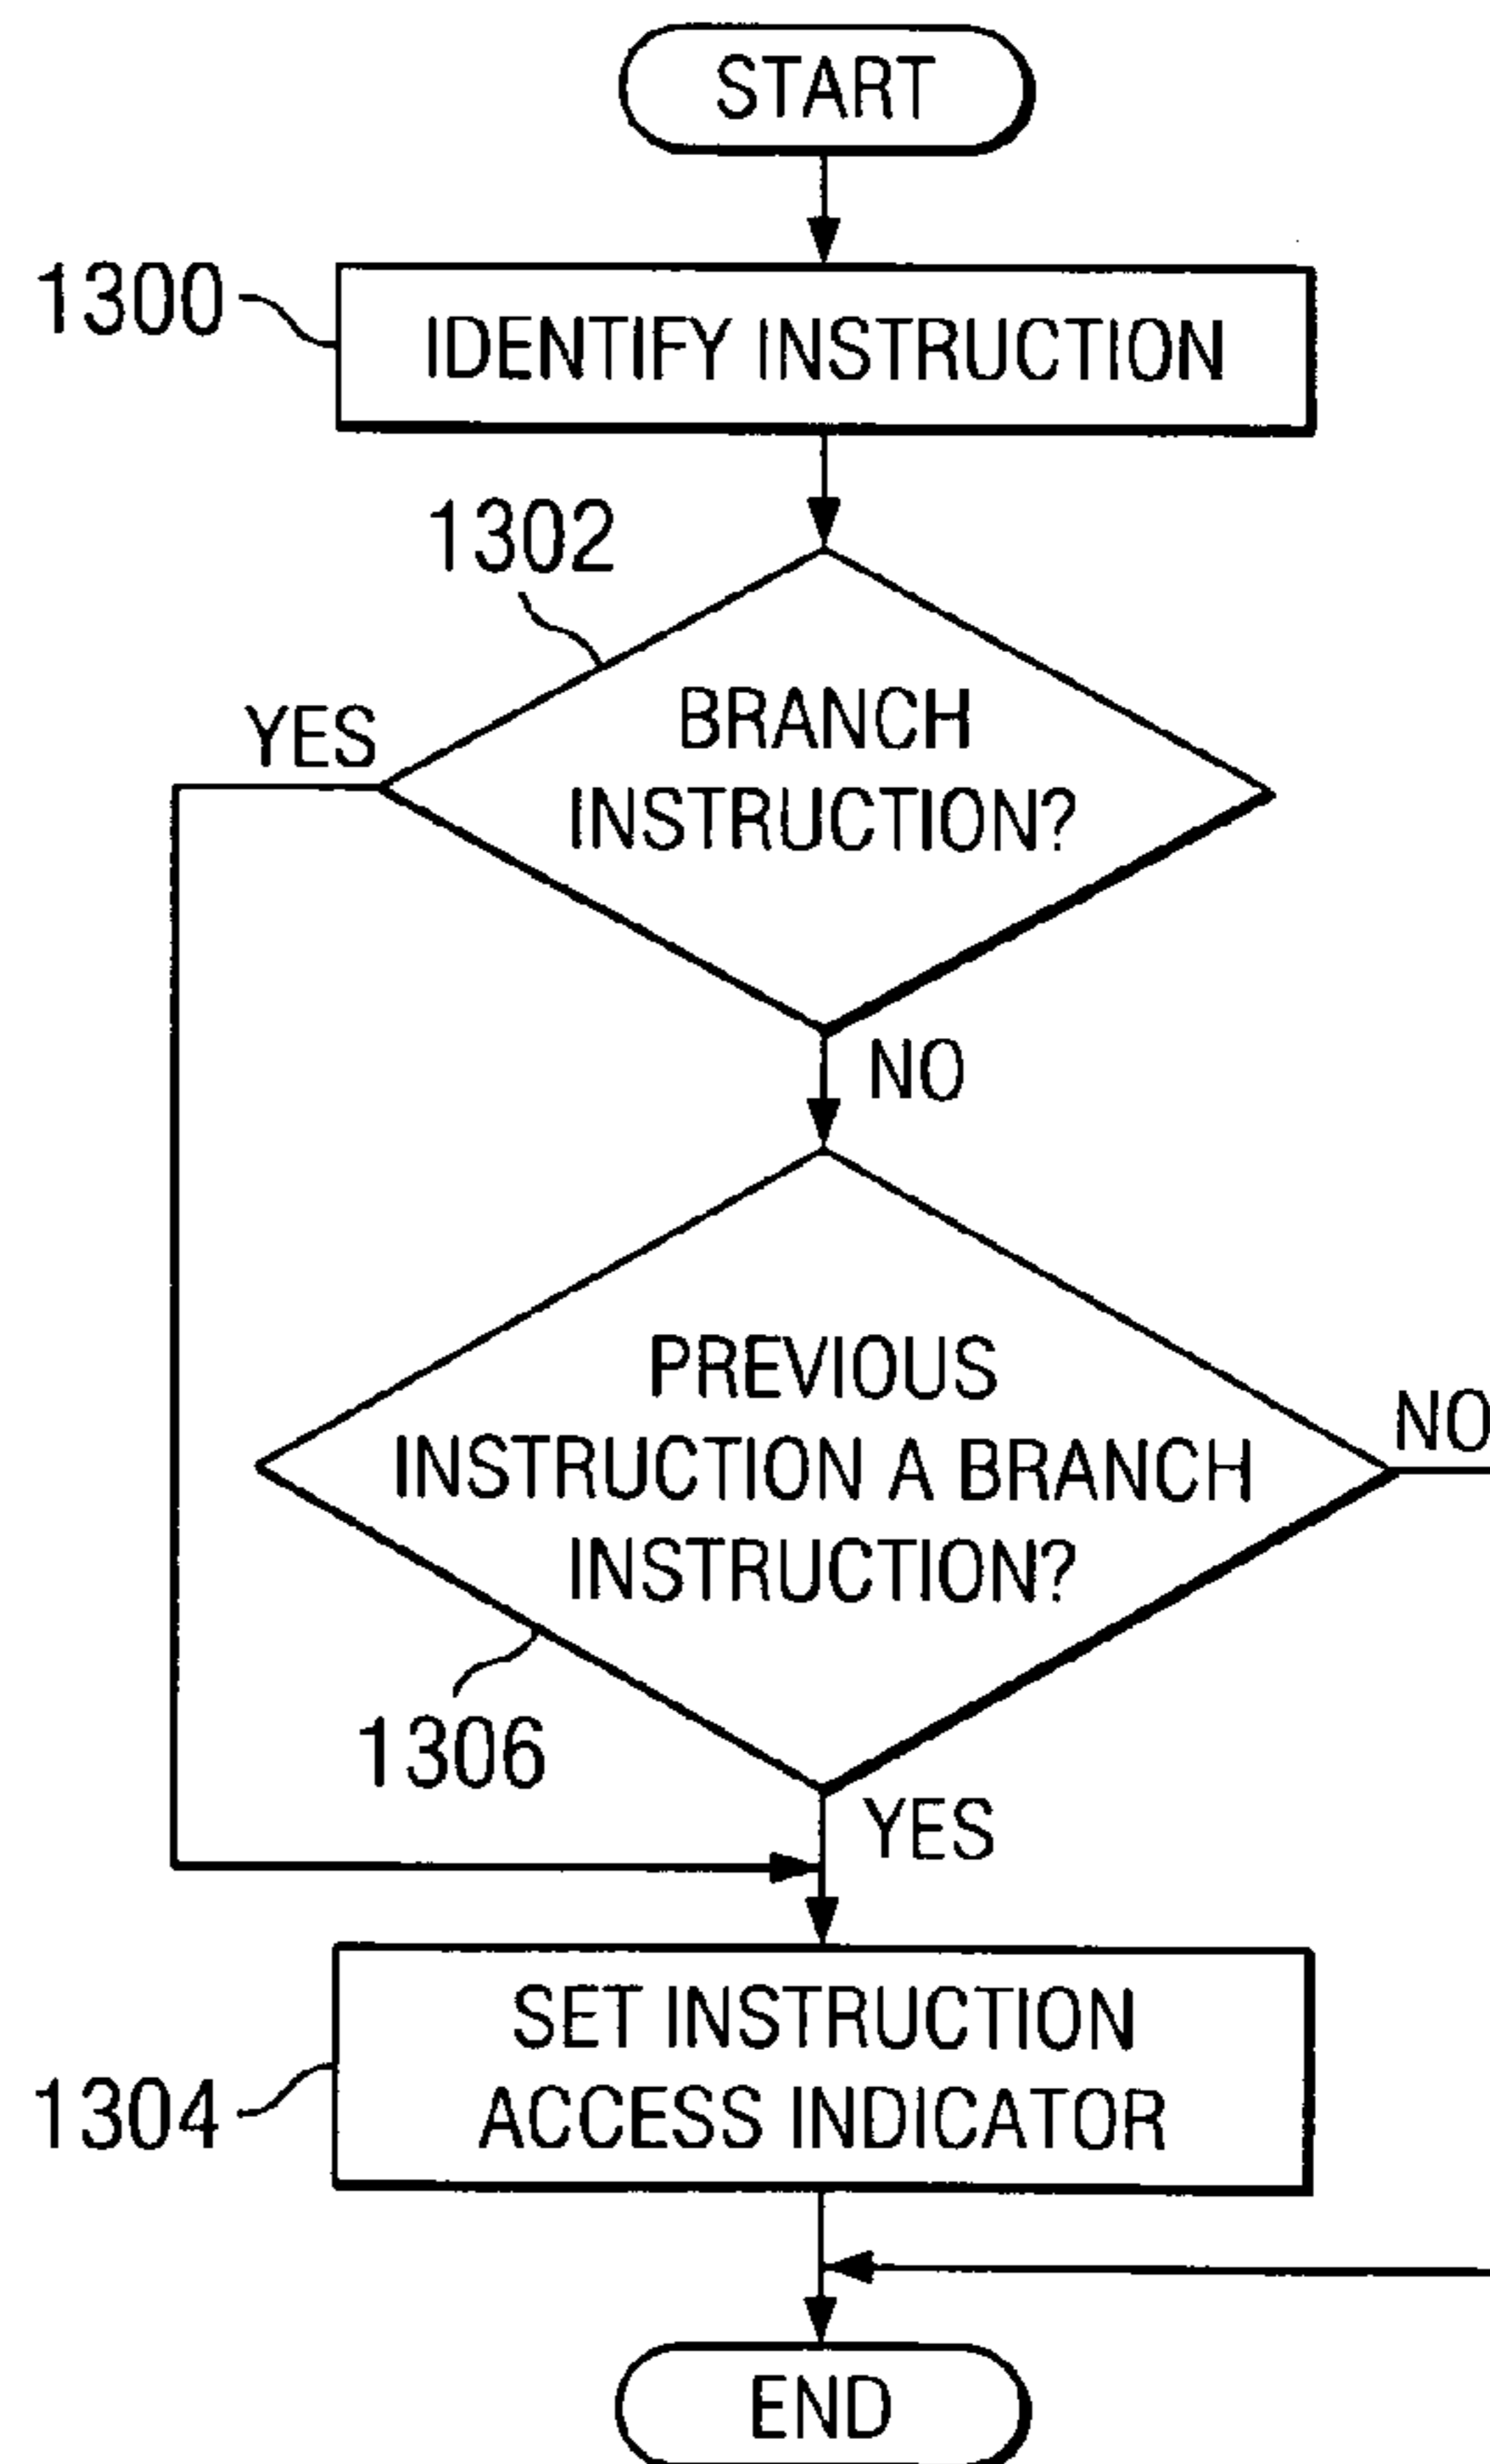 START
1300
IDENTIFY INSTRUCTION
1302
YES
BRANCH
INSTRUCTION?
NO
PREVIOUS
INSTRUCTION A BRANCH
INSTRUCTION?
NO
1306
YES
SET INSTRUCTION
ACCESS INDICATOR
1304
END